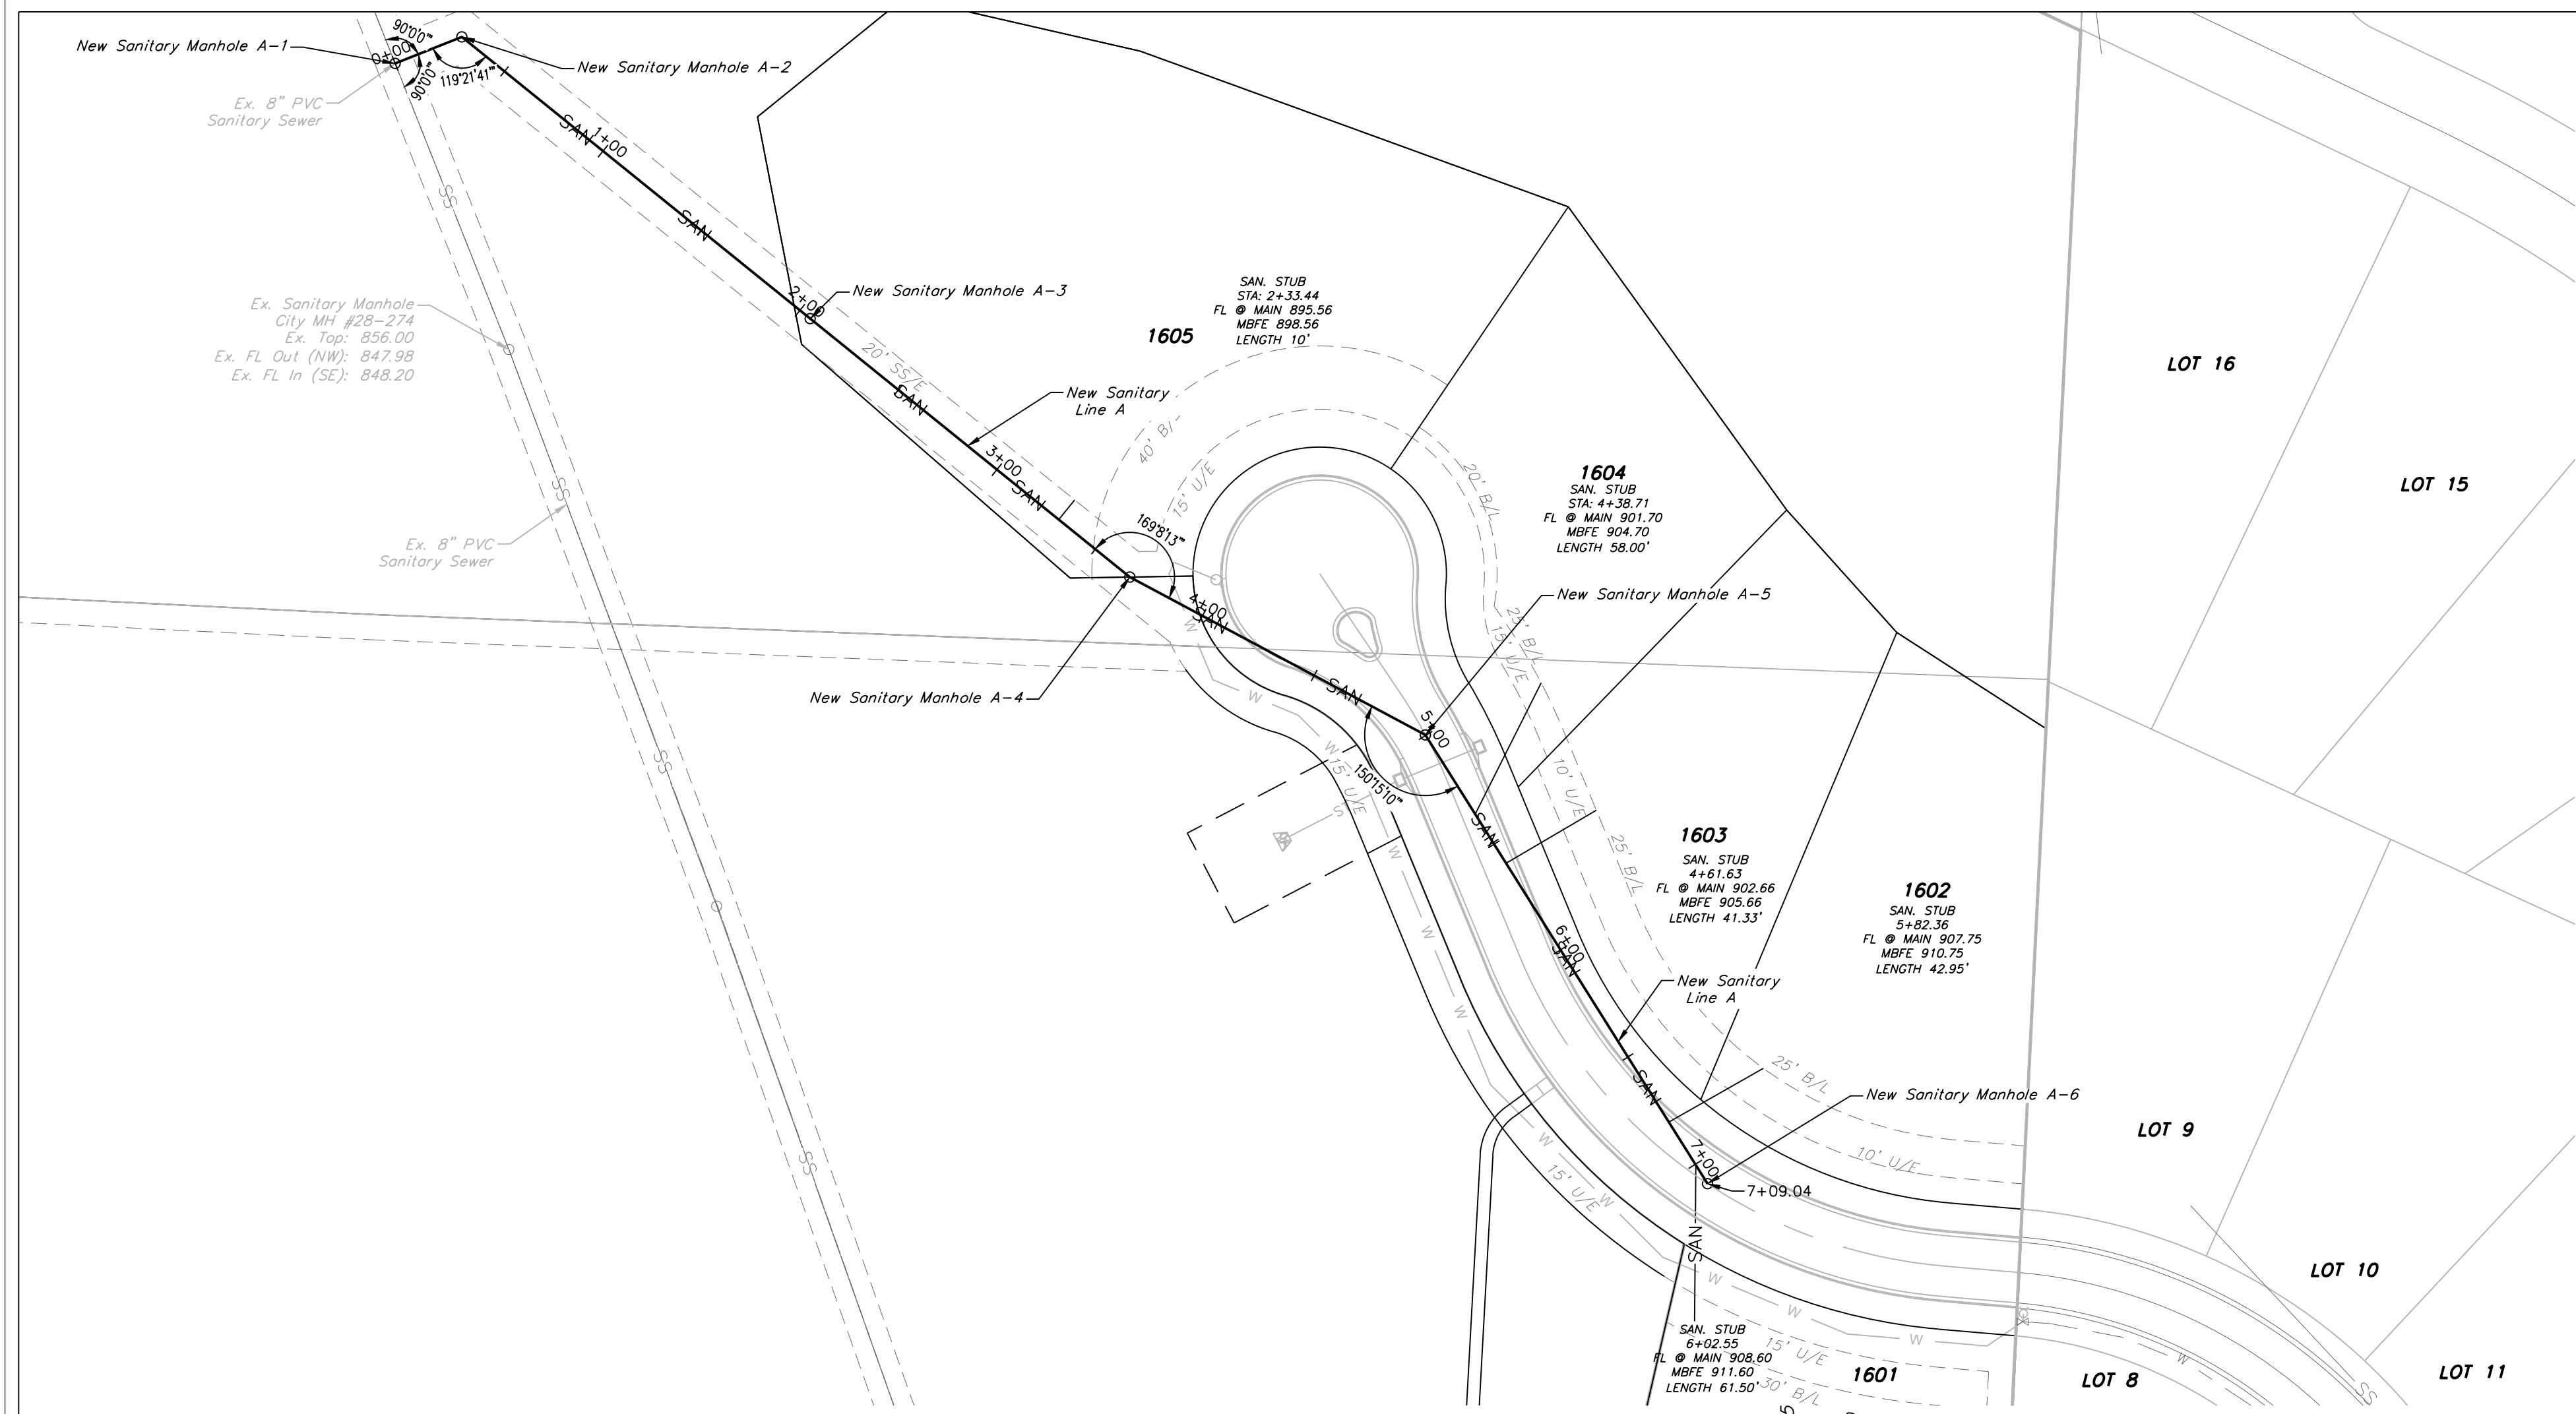 New Sanitary Manhole A-1
90°0'0"
0+00
90°0'0"
119°21'41"
New Sanitary Manhole A-2
Ex. 8" PVC
Sanitary Sewer
SAN
1+00
SS
SAN
Ex. Sanitary Manhole
City MH #28-274
Ex. Top: 856.00
Ex. FL Out (NW): 847.98
Ex. FL In (SE): 848.20
2+00
New Sanitary Manhole A-3
20' SS/E
SAN
New Sanitary
Line A
3+00
SAN
SS
Ex. 8" PVC
Sanitary Sewer
1605
SAN. STUB
STA: 2+33.44
FL @ MAIN 895.56
MBFE 898.56
LENGTH 10'
40' B/
15' U/E
169°8'13"
20' B/L
1604
SAN. STUB
STA: 4+38.71
FL @ MAIN 901.70
MBFE 904.70
LENGTH 58.00'
LOT 16
LOT 15
4+00
SAN
W
New Sanitary Manhole A-5
25' B/L
15' U/E
New Sanitary Manhole A-4
W
SAN
5+00
W
15' U/E
150°15'10"
10' U/E
S
SS
SAN
W
25' B/L
1603
SAN. STUB
4+61.63
FL @ MAIN 902.66
MBFE 905.66
LENGTH 41.33'
1602
SAN. STUB
5+82.36
FL @ MAIN 907.75
MBFE 910.75
LENGTH 42.95'
W
6+00
SAN
New Sanitary
Line A
W
SAN
25' B/L
New Sanitary Manhole A-6
LOT 9
W
7+00
10' U/E
SS
15' U/E
W
7+09.04
SAN
W
LOT 10
W
W
SAN. STUB
6+02.55
FL @ MAIN 908.60
MBFE 911.60
LENGTH 61.50'
15' U/E
30' B/L
1601
W
LOT 8
LOT 11
SS